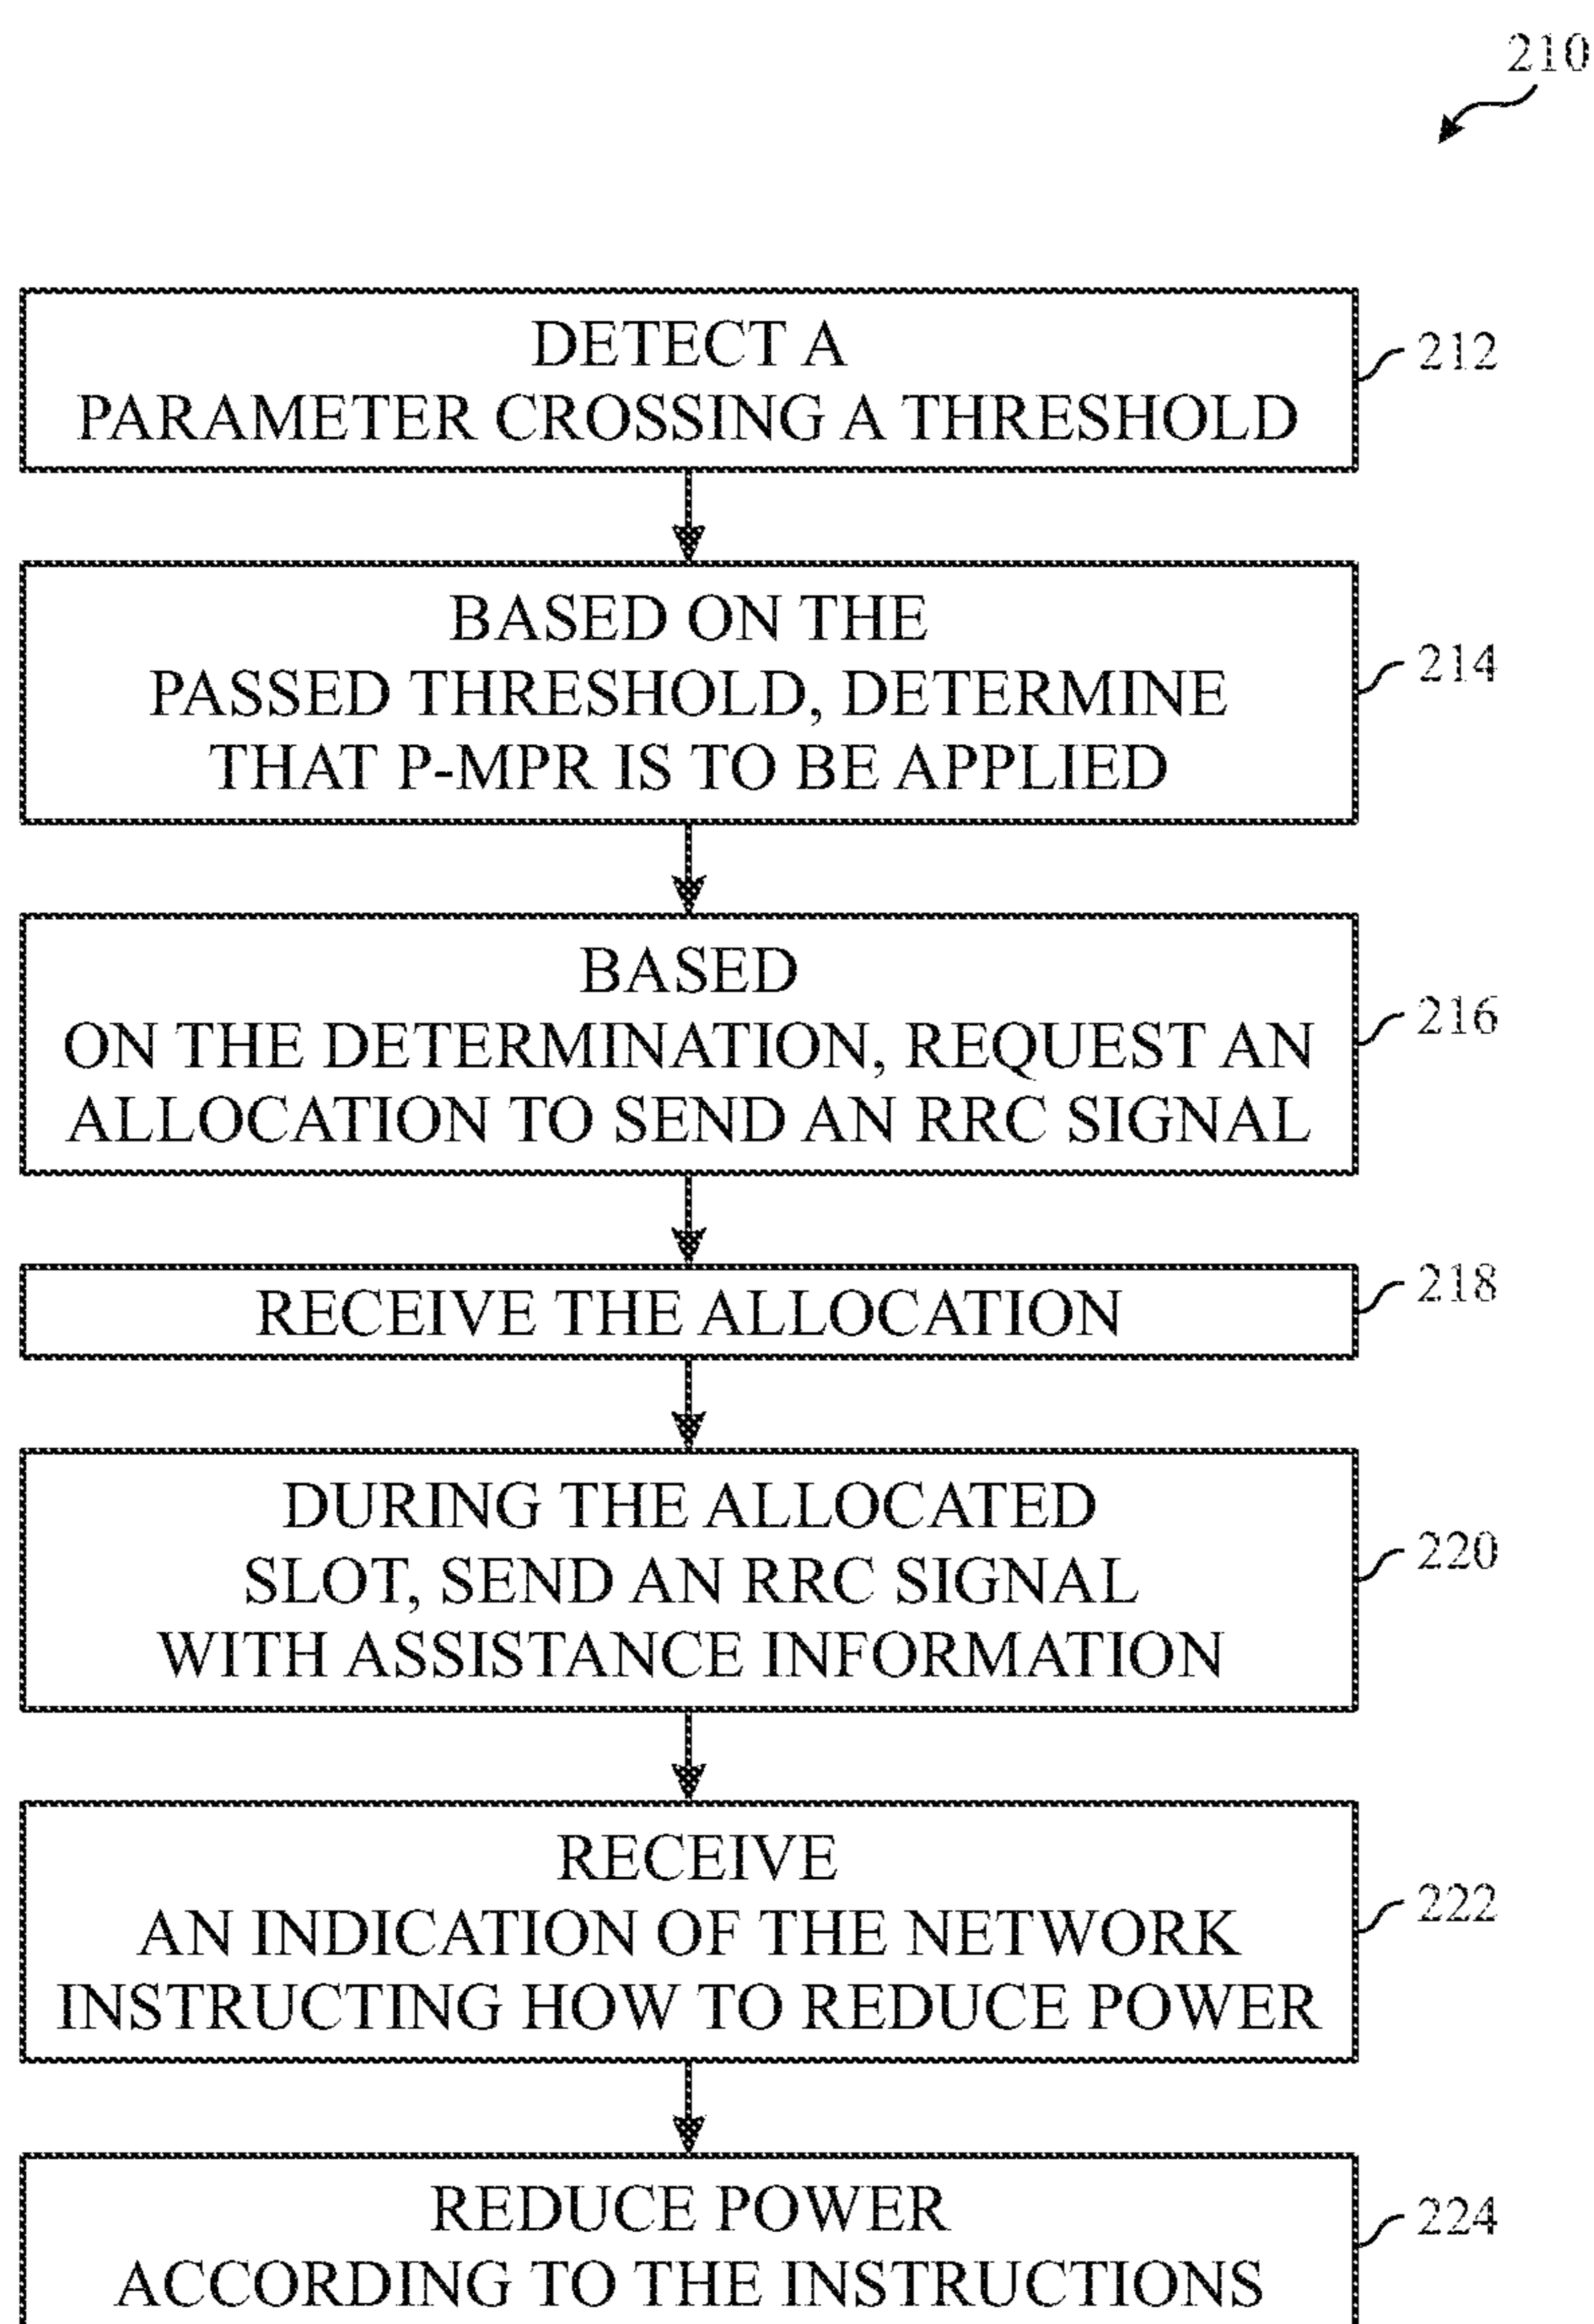 210
DETECT A
PARAMETER CROSSING A THRESHOLD
212
BASED ON THE
PASSED THRESHOLD, DETERMINE
THAT P-MPR IS TO BE APPLIED
214
BASED
ON THE DETERMINATION, REQUEST AN
ALLOCATION TO SEND AN RRC SIGNAL
216
RECEIVE THE ALLOCATION
218
DURING THE ALLOCATED
SLOT, SEND AN RRC SIGNAL
WITH ASSISTANCE INFORMATION
220
RECEIVE
AN INDICATION OF THE NETWORK
INSTRUCTING HOW TO REDUCE POWER
222
REDUCE POWER
ACCORDING TO THE INSTRUCTIONS
224